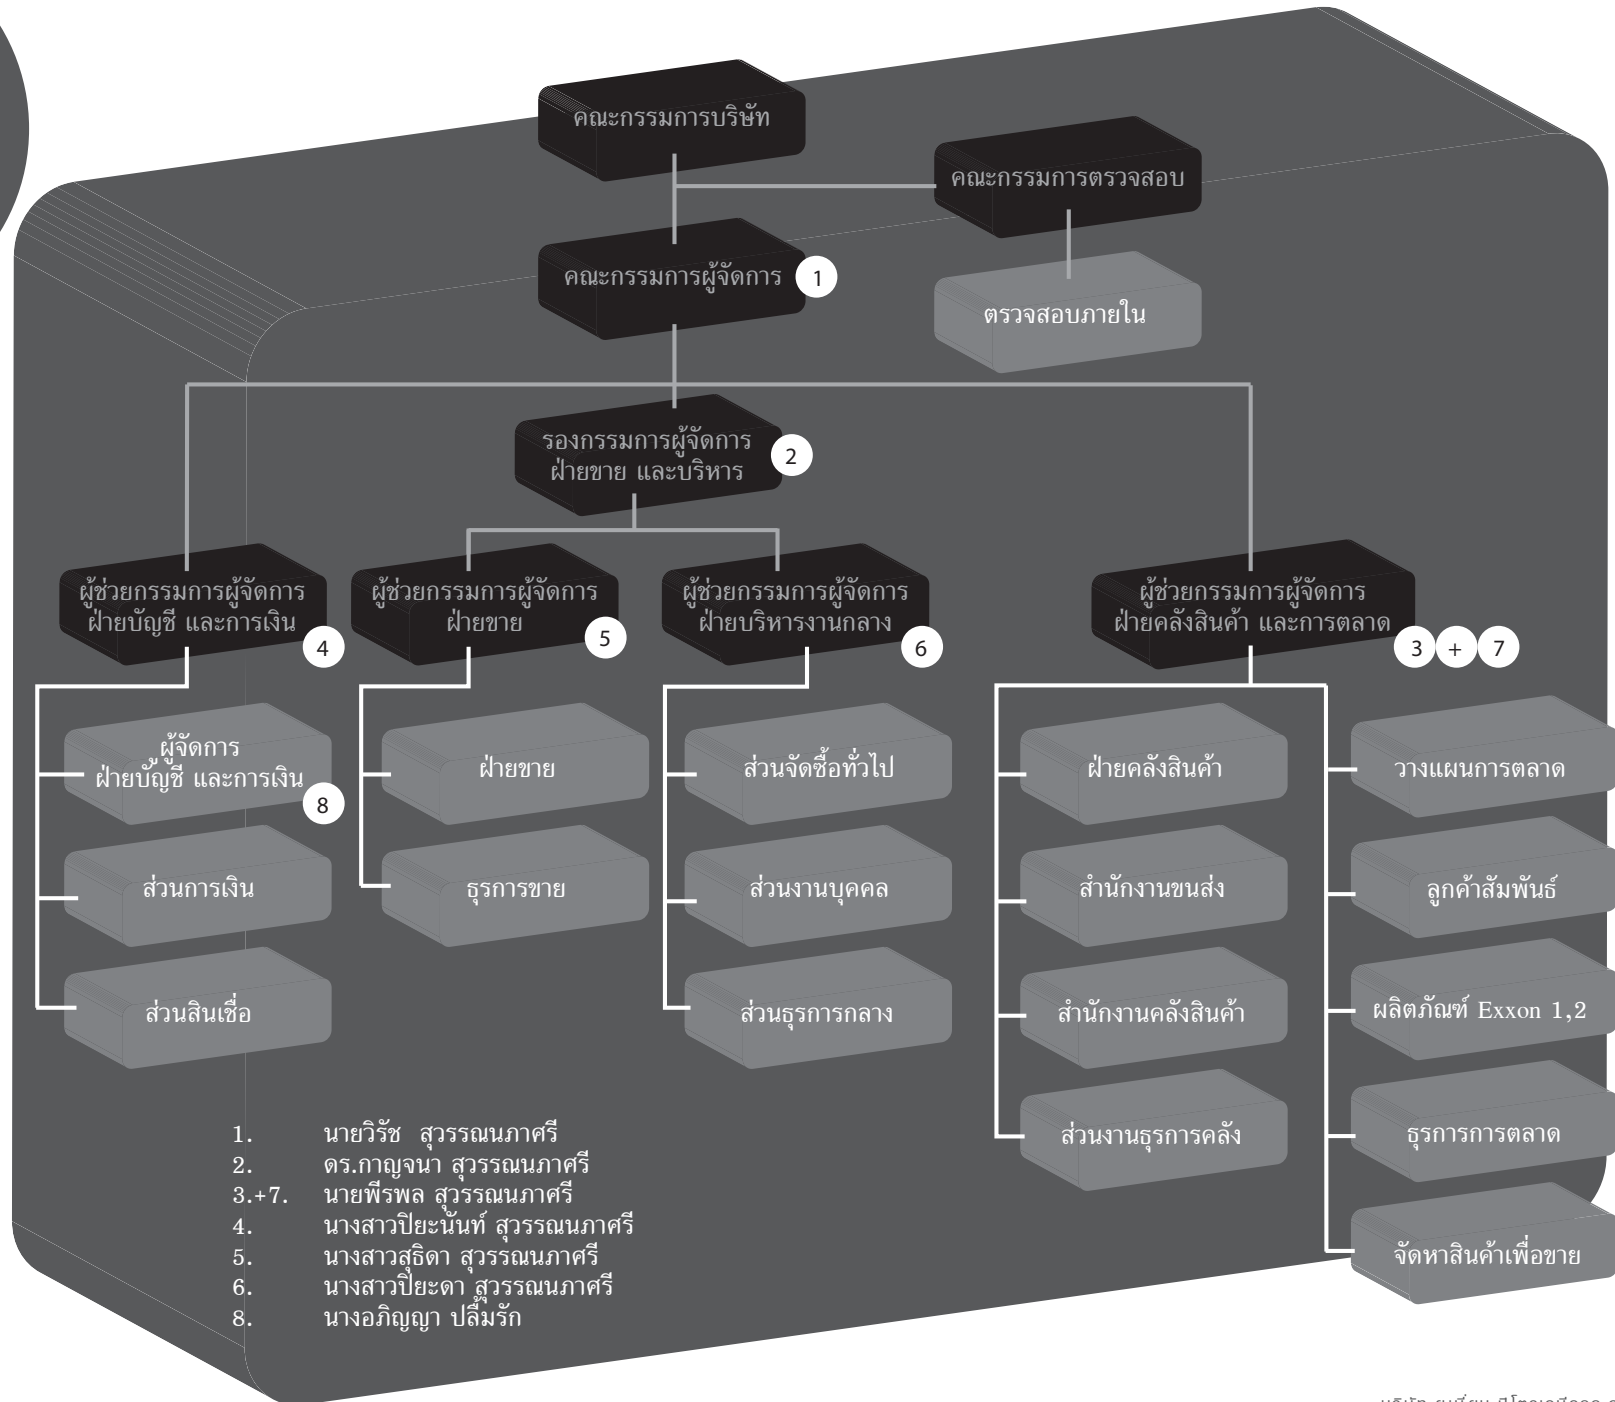 คณะกรรมการบริษัท
คณะกรรมการตรวจสอบ
คณะกรรมการผู้จัดการ 1
ตรวจสอบภายใน
รองกรรมการผู้จัดการ
ฝ่ายขาย และบริหาร 2
ผู้ช่วยกรรมการผู้จัดการ
ฝ่ายบัญชี และการเงิน
4
ผู้ช่วยกรรมการผู้จัดการ
ฝ่ายขาย
5
ผู้ช่วยกรรมการผู้จัดการ
ฝ่ายบริหารงานกลาง
6
ผู้ช่วยกรรมการผู้จัดการ
ฝ่ายคลังสินค้า และการตลาด
3 + 7
ผู้จัดการ
ฝ่ายบัญชี และการเงิน
8
ส่วนการเงิน
ส่วนสินเชื่อ
ฝ่ายขาย
ธุรการขาย
ส่วนจัดซื้อทั่วไป
ส่วนงานบุคคล
ส่วนธุรการกลาง
ฝ่ายคลังสินค้า
สำนักงานขนส่ง
สำนักงานคลังสินค้า
ส่วนงานธุรการคลัง
วางแผนการตลาด
ลูกค้าสัมพันธ์
ผลิตภัณฑ์ Exxon 1,2
ธุรการการตลาด
จัดหาสินค้าเพื่อขาย
1. นายวิรัช สุวรรณนภาศรี
2. ดร.กาญจนา สุวรรณนภาศรี
3.+7. นายพีรพล สุวรรณนภาศรี
4. นางสาวปิยะนันท์ สุวรรณนภาศรี
5. นางสาวสุธิดา สุวรรณนภาศรี
6. นางสาวปิยะดา สุวรรณนภาศรี
8. นางอภิญญา ปลื้มรัก